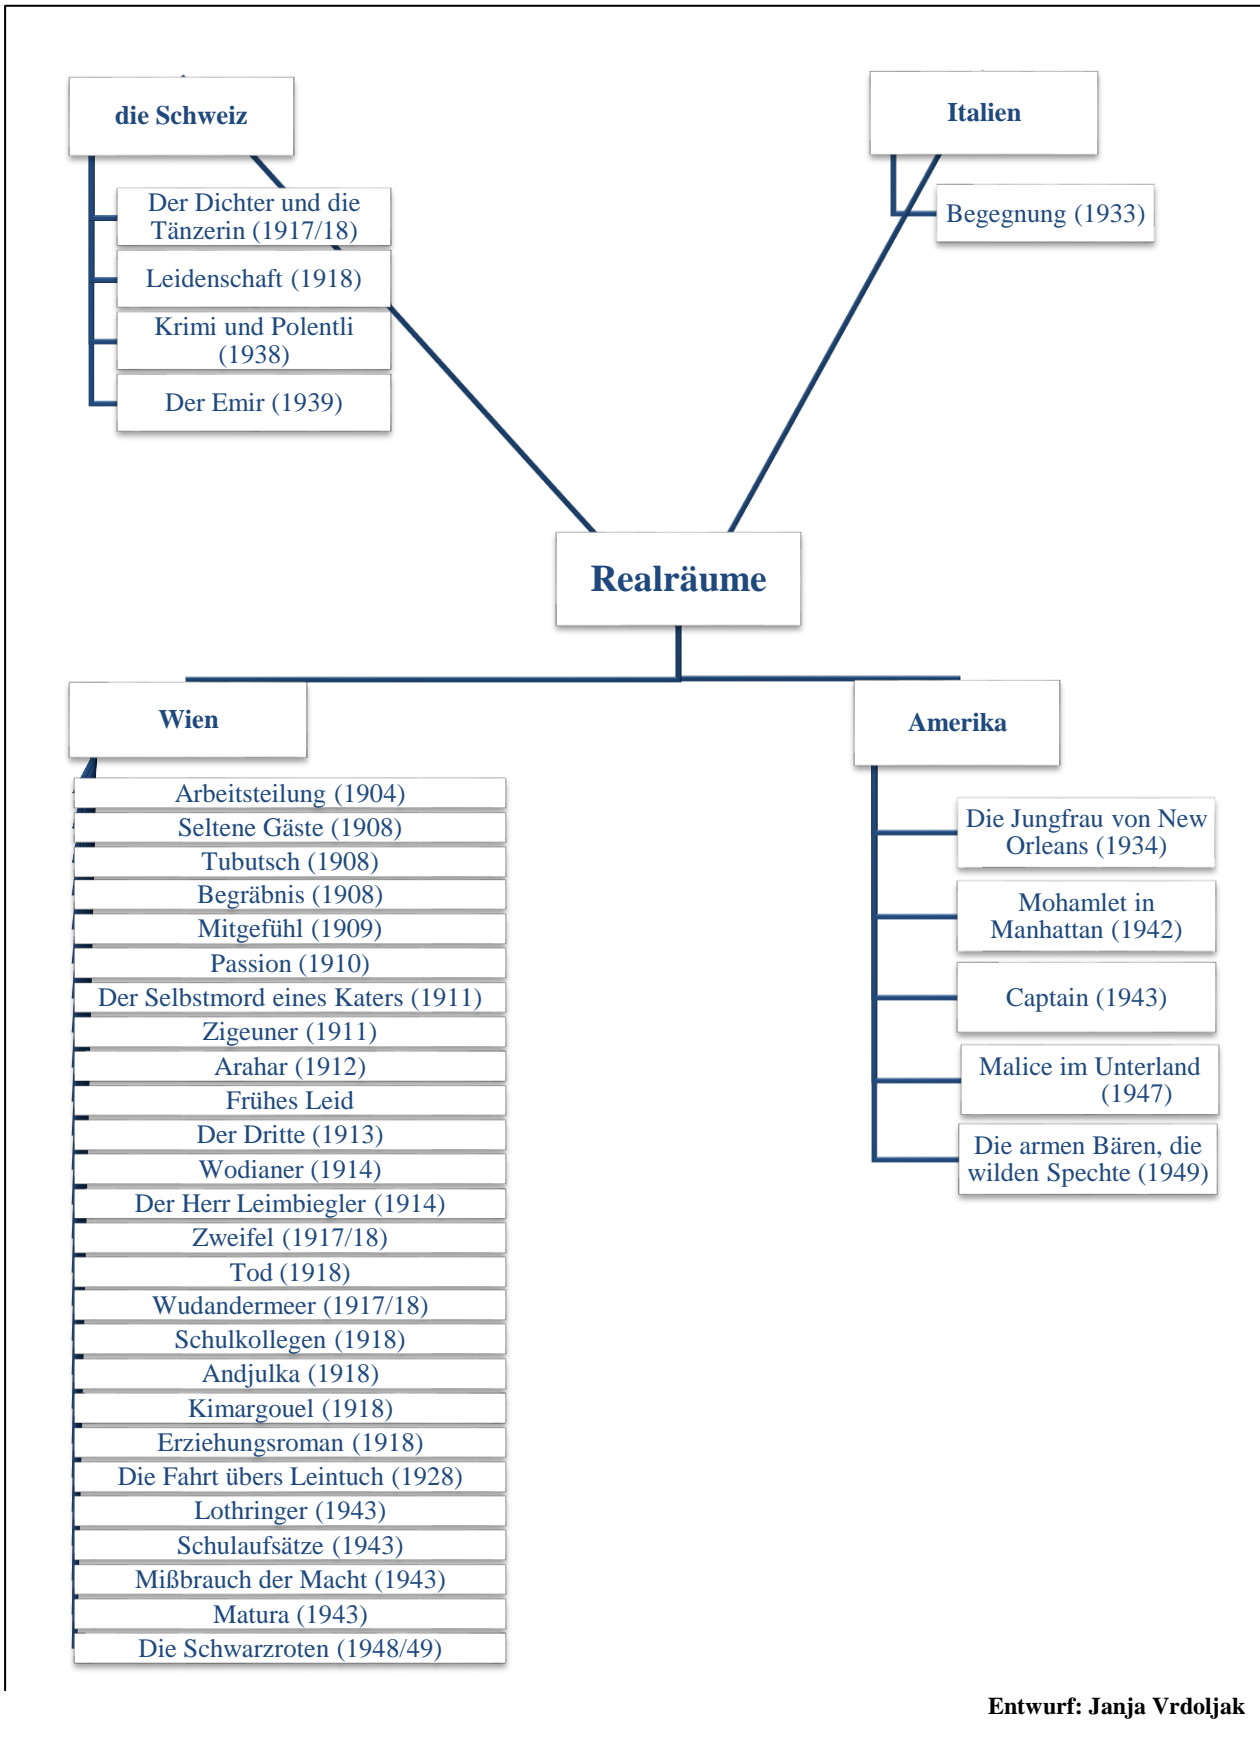 die Schweiz
Der Dichter und die
Tänzerin (1917/18)
Leidenschaft (1918)
Krimi und Polentli
(1938)
Der Emir (1939)
Italien
Begegnung (1933)
Realräume
Wien
Arbeitsteilung (1904)
Seltene Gäste (1908)
Tubutsch (1908)
Begräbnis (1908)
Mitgefühl (1909)
Passion (1910)
Der Selbstmord eines Katers (1911)
Zigeuner (1911)
Arahar (1912)
Frühes Leid
Der Dritte (1913)
Wodianer (1914)
Der Herr Leimbiegler (1914)
Zweifel (1917/18)
Tod (1918)
Wudandermeer (1917/18)
Schulkollegen (1918)
Andjulka (1918)
Kimargouel (1918)
Erziehungsroman (1918)
Die Fahrt übers Leintuch (1928)
Lothringer (1943)
Schulaufsätze (1943)
Mißbrauch der Macht (1943)
Matura (1943)
Die Schwarzroten (1948/49)
Amerika
Die Jungfrau von New
Orleans (1934)
Mohamlet in
Manhattan (1942)
Captain (1943)
Malice im Unterland
(1947)
Die armen Bären, die
wilden Spechte (1949)
Entwurf: Janja Vrdoljak